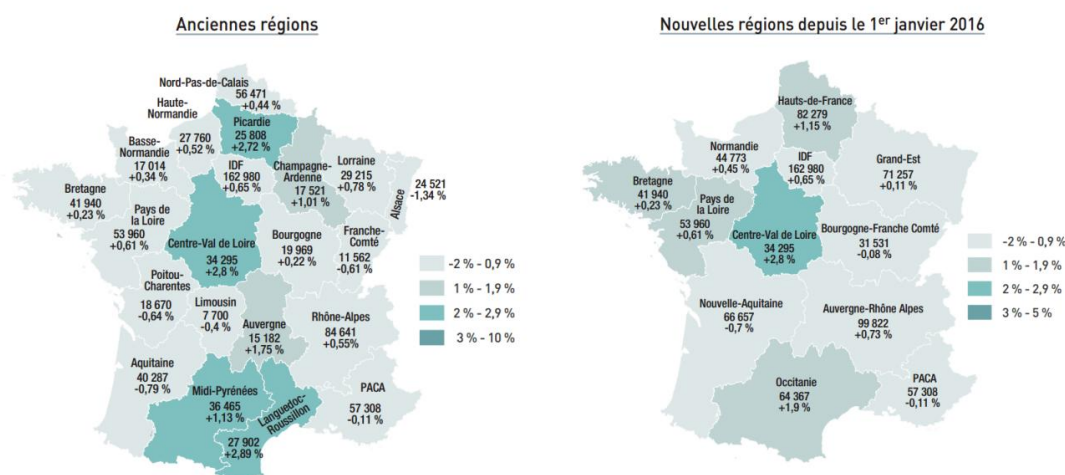 Anciennes régions
Nord-Pas-de-Calais
56 471
+0,44 %
Haute-
Normandie
27 760
+0,52 %
Picardie
25 808
+2,72 %
Basse-
Normandie
17 014
+0,34 %
IDF
162 980
+0,65 %
Champagne-
Ardenne
17 521
+1,01 %
Lorraine
29 215
+0,78 %
Alsace
24 521
-1,34 %
Bretagne
41 940
+0,23 %
Pays de
la Loire
53 960
+0,61 %
Centre-Val de Loire
34 295
+2,8 %
Bourgogne
19 969
+0,22 %
Franche-
Comté
11 562
-0,61 %
Poitou-
Charentes
18 670
-0,64 %
Limousin
7 700
-0,4 %
Auvergne
15 182
+1,75 %
Rhône-Alpes
84 641
+0,55%
Aquitaine
40 287
-0,79 %
Midi-Pyrénées
36 465
+1,13 %
Languedoc-
Roussillon
27 902
+2,89 %
PACA
57 308
-0,11 %
-2 % - 0,9 %
1 % - 1,9 %
2 % - 2,9 %
3 % - 10 %
Nouvelles régions depuis le 1er janvier 2016
Hauts-de-France
82 279
+1,15 %
Normandie
44 773
+0,45 %
IDF
162 980
+0,65 %
Grand-Est
71 257
+0,11 %
Bretagne
41 940
+0,23 %
Pays de
la Loire
53 960
+0,61 %
Centre-Val de Loire
34 295
+2,8 %
Bourgogne-Franche Comté
31 531
-0,08 %
Nouvelle-Aquitaine
66 657
-0,7 %
Auvergne-Rhône Alpes
99 822
+0,73 %
Occitanie
64 367
+1,9 %
PACA
57 308
-0,11 %
-2 % - 0,9 %
1 % - 1,9 %
2 % - 2,9 %
3 % - 5 %